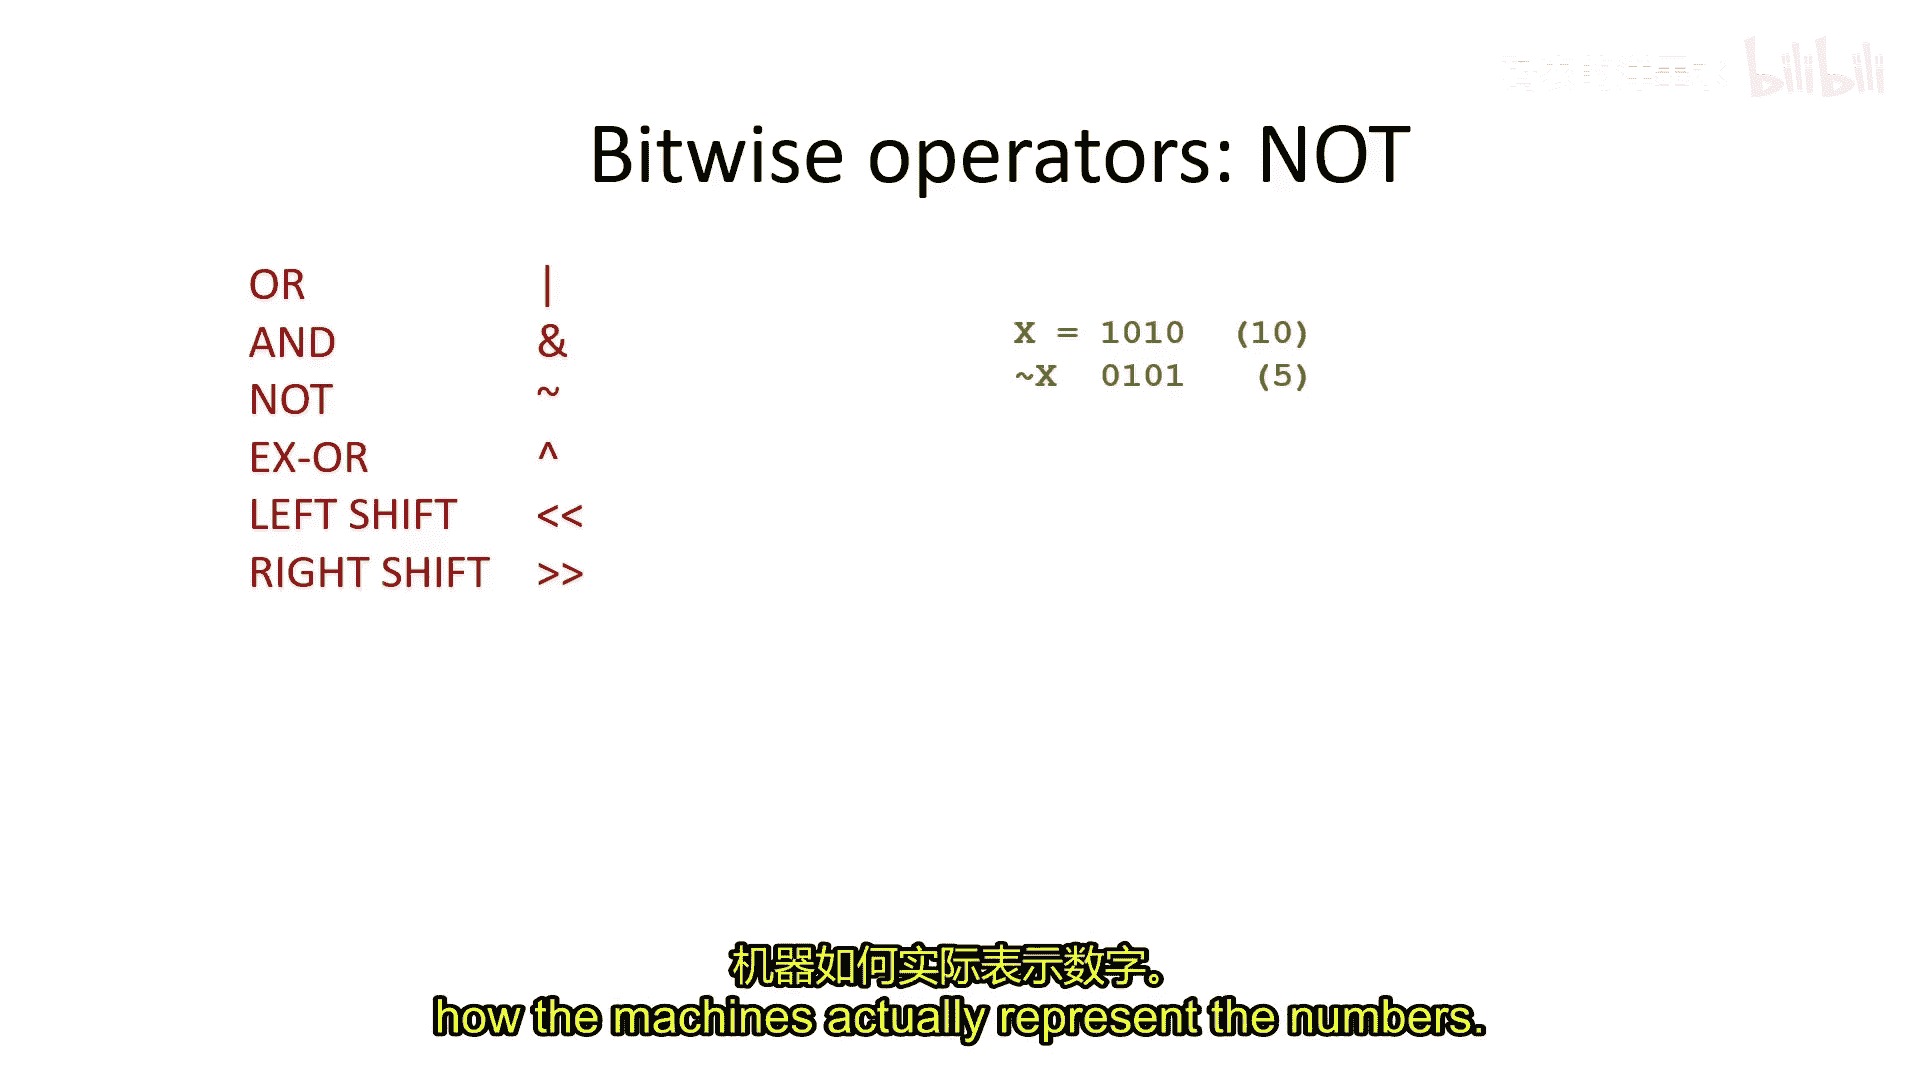 bilibili
Bitwise operators: NOT
OR |
AND &
NOT ~
EX-OR ^
LEFT SHIFT <<
RIGHT SHIFT >>
X = 1010 (10)
~X 0101 (5)
机器如何实际表示数字。
how the machines actually represent the numbers.